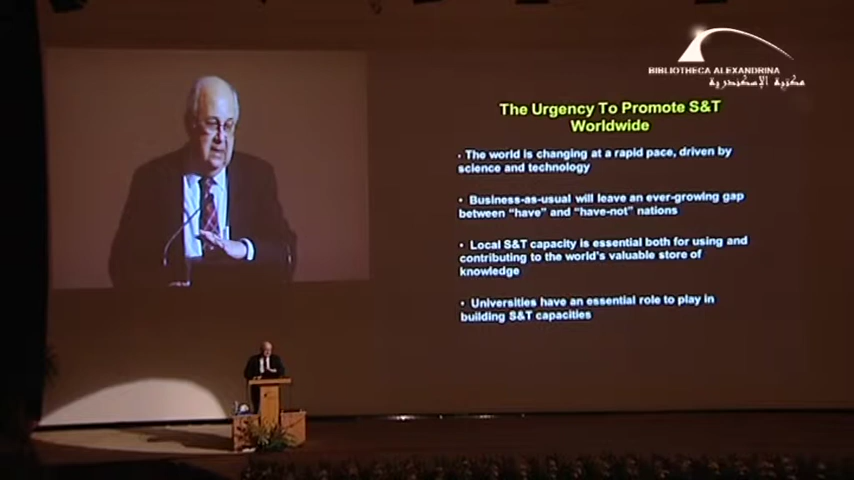 BIBLIOTHECA ALEXANDRINA
مكتبة الإسكندرية
The Urgency To Promote S&T
Worldwide
• The world is changing at a rapid pace, driven by
science and technology
• Business-as-usual will leave an ever-growing gap
between “have” and “have-not” nations
• Local S&T capacity is essential both for using and
contributing to the world’s valuable store of
knowledge
• Universities have an essential role to play in
building S&T capacities